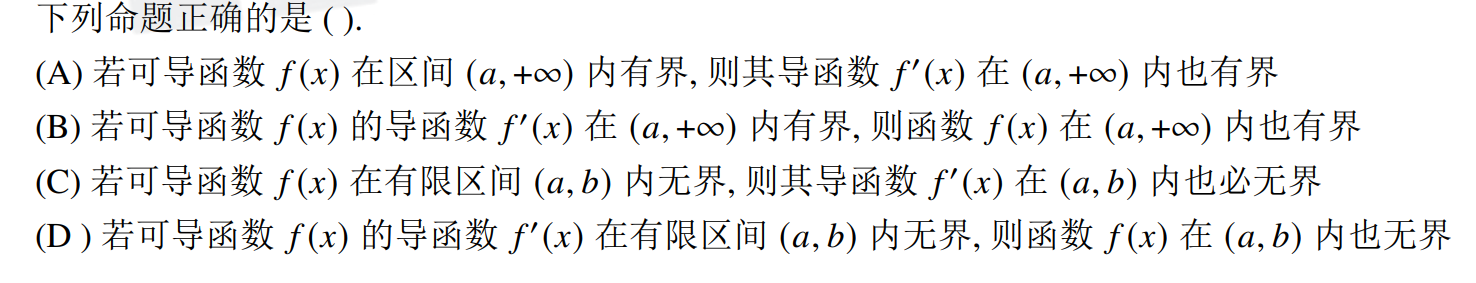 下列命题正确的是 ( ).
(A) 若可导函数 f(x) 在区间 (a, +∞) 内有界, 则其导函数 f′(x) 在 (a, +∞) 内也有界
(B) 若可导函数 f(x) 的导函数 f′(x) 在 (a, +∞) 内有界, 则函数 f(x) 在 (a, +∞) 内也有界
(C) 若可导函数 f(x) 在有限区间 (a, b) 内无界, 则其导函数 f′(x) 在 (a, b) 内也必无界
(D ) 若可导函数 f(x) 的导函数 f′(x) 在有限区间 (a, b) 内无界, 则函数 f(x) 在 (a, b) 内也无界